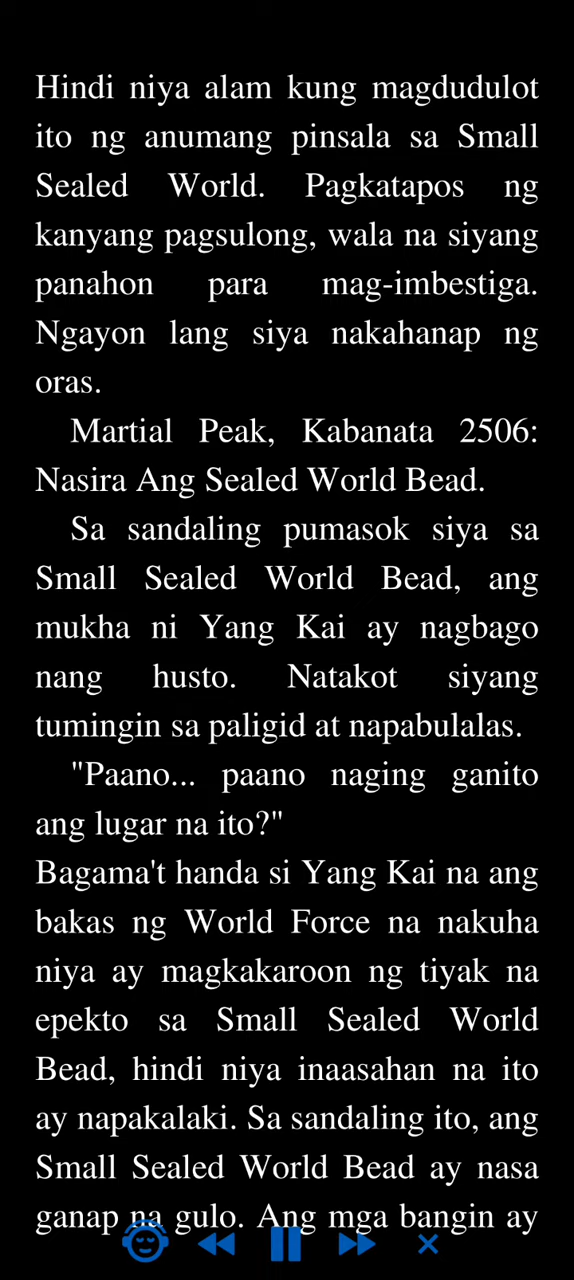 Hindi niya alam kung magdudulot
ito ng anumang pinsala sa Small
Sealed World. Pagkatapos ng
kanyang pagsulong, wala na siyang
panahon para mag-imbestiga.
Ngayon lang siya nakahanap ng
oras.
Martial Peak, Kabanata 2506:
Nasira Ang Sealed World Bead.
Sa sandaling pumasok siya sa
Small Sealed World Bead, ang
mukha ni Yang Kai ay nagbago
nang husto. Natakot siyang
tumingin sa paligid at napabulalas.
"Paano... paano naging ganito
ang lugar na ito?"
Bagama't handa si Yang Kai na ang
bakas ng World Force na nakuha
niya ay magkakaroon ng tiyak na
epekto sa Small Sealed World
Bead, hindi niya inaasahan na ito
ay napakalaki. Sa sandaling ito, ang
Small Sealed World Bead ay nasa
ganap na gulo. Ang mga bangin ay